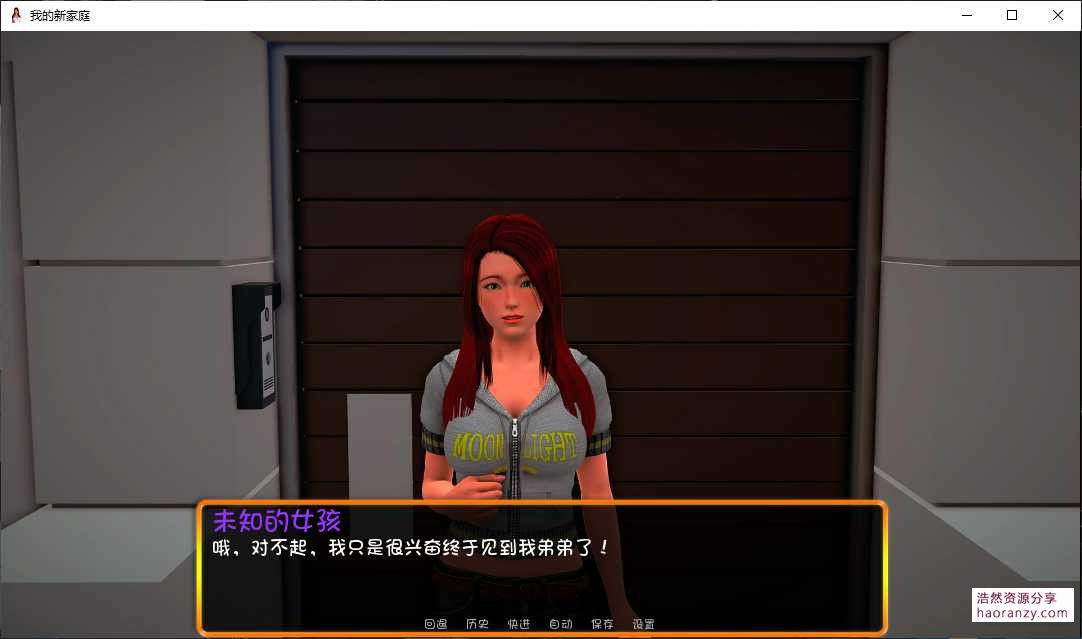 我的新家庭
MOONLIGHT
未知的女孩
哦，对不起，我只是很兴奋终于见到我弟弟了！
回退 历史 快进 自动 保存 设置
浩然资源分享
haoranzy.com